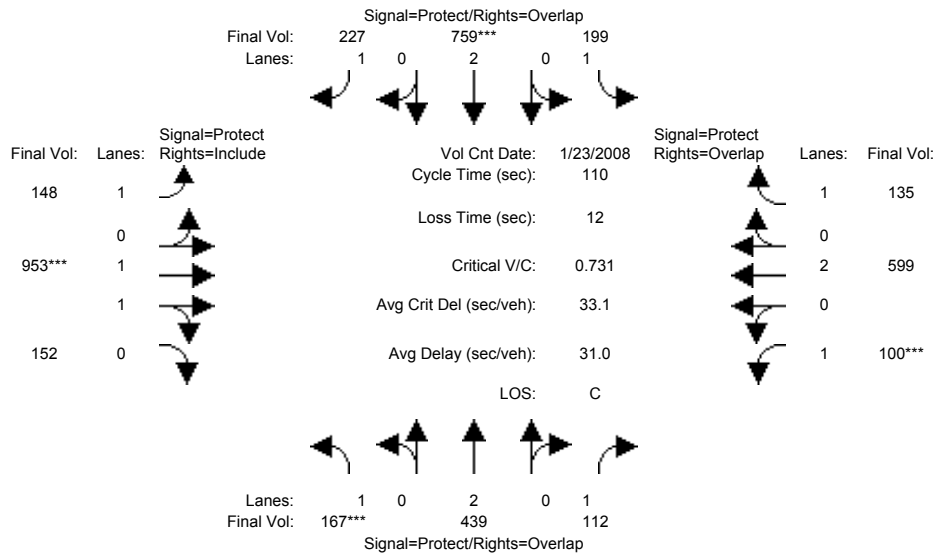 Signal=Protect/Rights=Overlap
Final Vol: 227 759*** 199
Lanes: 1 0 2 0 1
Signal=Protect Signal=Protect
Final Vol: Lanes: Rights=Include Vol Cnt Date: 1/23/2008 Rights=Overlap Lanes: Final Vol:
Cycle Time (sec): 110
148 1 1 135
Loss Time (sec): 12
0 0
953*** 1 Critical V/C: 0.731 2 599
1 Avg Crit Del (sec/veh): 33.1 0
152 0 Avg Delay (sec/veh): 31.0 1 100***
LOS: C
Lanes: 1 0 2 0 1
Final Vol: 167*** 439 112
Signal=Protect/Rights=Overlap